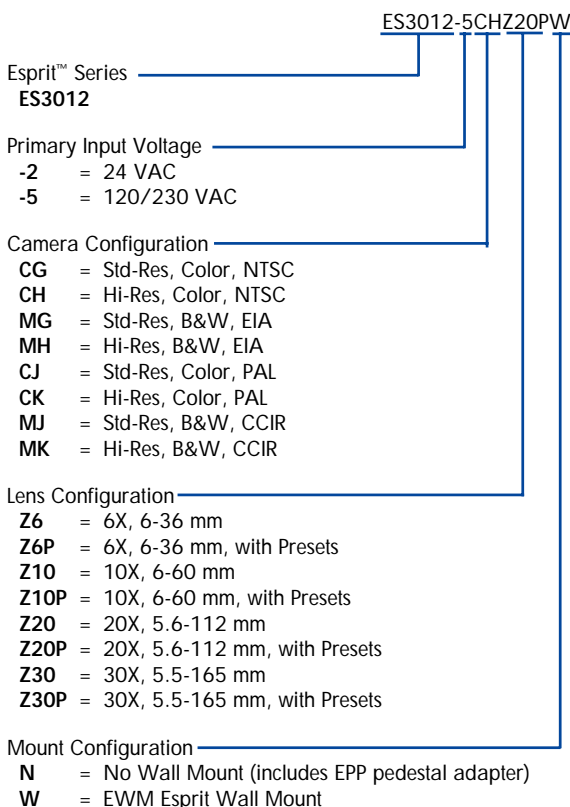 ES3012-5CHZ20PW
Esprit™ Series
ES3012
Primary Input Voltage
-2 = 24 VAC
-5 = 120/230 VAC
Camera Configuration
CG = Std-Res, Color, NTSC
CH = Hi-Res, Color, NTSC
MG = Std-Res, B&W, EIA
MH = Hi-Res, B&W, EIA
CJ = Std-Res, Color, PAL
CK = Hi-Res, Color, PAL
MJ = Std-Res, B&W, CCIR
MK = Hi-Res, B&W, CCIR
Lens Configuration
Z6 = 6X, 6-36 mm
Z6P = 6X, 6-36 mm, with Presets
Z10 = 10X, 6-60 mm
Z10P = 10X, 6-60 mm, with Presets
Z20 = 20X, 5.6-112 mm
Z20P = 20X, 5.6-112 mm, with Presets
Z30 = 30X, 5.5-165 mm
Z30P = 30X, 5.5-165 mm, with Presets
Mount Configuration
N = No Wall Mount (includes EPP pedestal adapter)
W = EWM Esprit Wall Mount